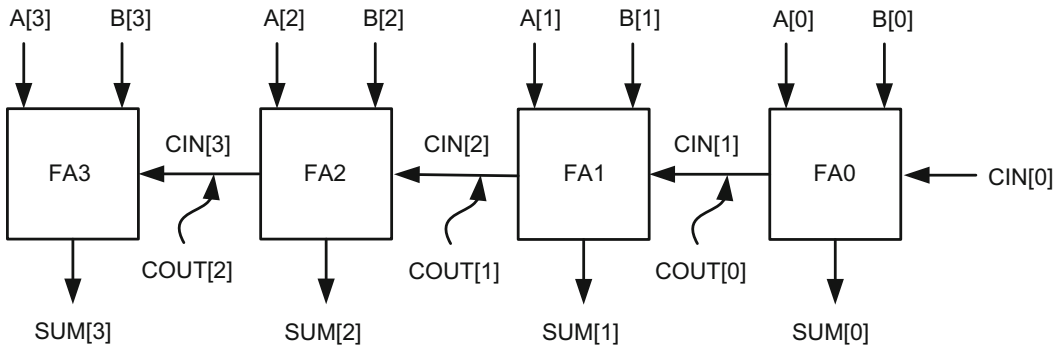 A[3] B[3] A[2] B[2] A[1] B[1] A[0] B[0]
CIN[3] CIN[2] CIN[1]
FA3 FA2 FA1 FA0 CIN[0]
COUT[2] COUT[1] COUT[0]
SUM[3] SUM[2] SUM[1] SUM[0]